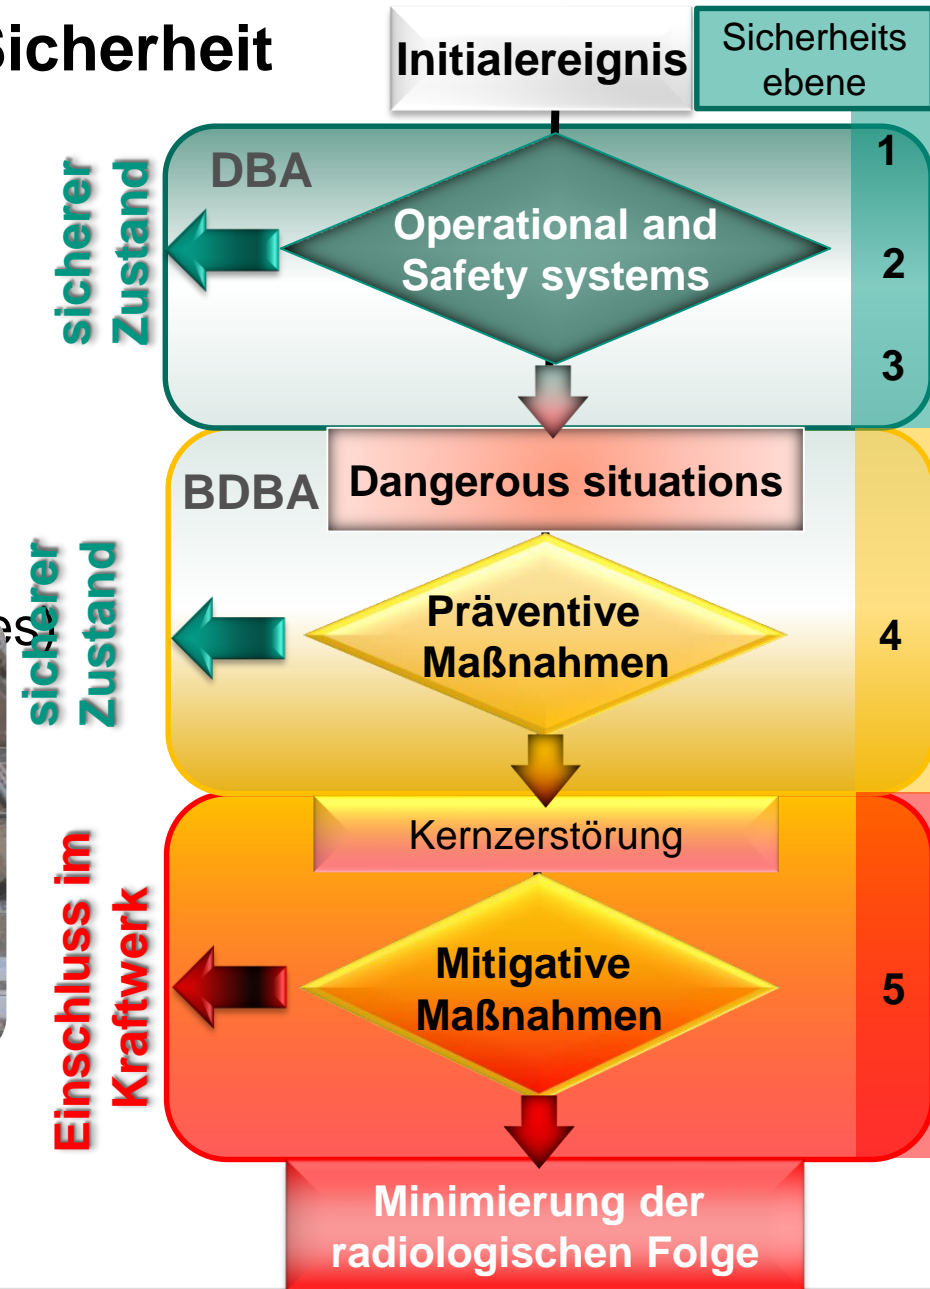 Sicherheit
Initialereignis
Sicherheits
ebene
DBA
1
Operational and
Safety systems
2
3
sicherer
Zustand
BDBA
Dangerous situations
Präventive
Maßnahmen
4
sicherer
Zustand
Kernzerstörung
Mitigative
Maßnahmen
5
Einschluss im
Kraftwerk
Minimierung der
radiologischen Folge